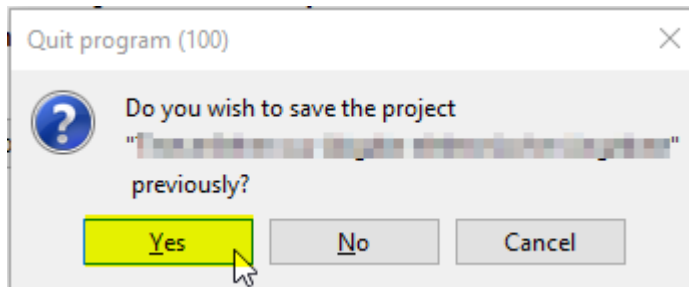 Quit program (100)
Do you wish to save the project
" "
previously?
Yes No Cancel